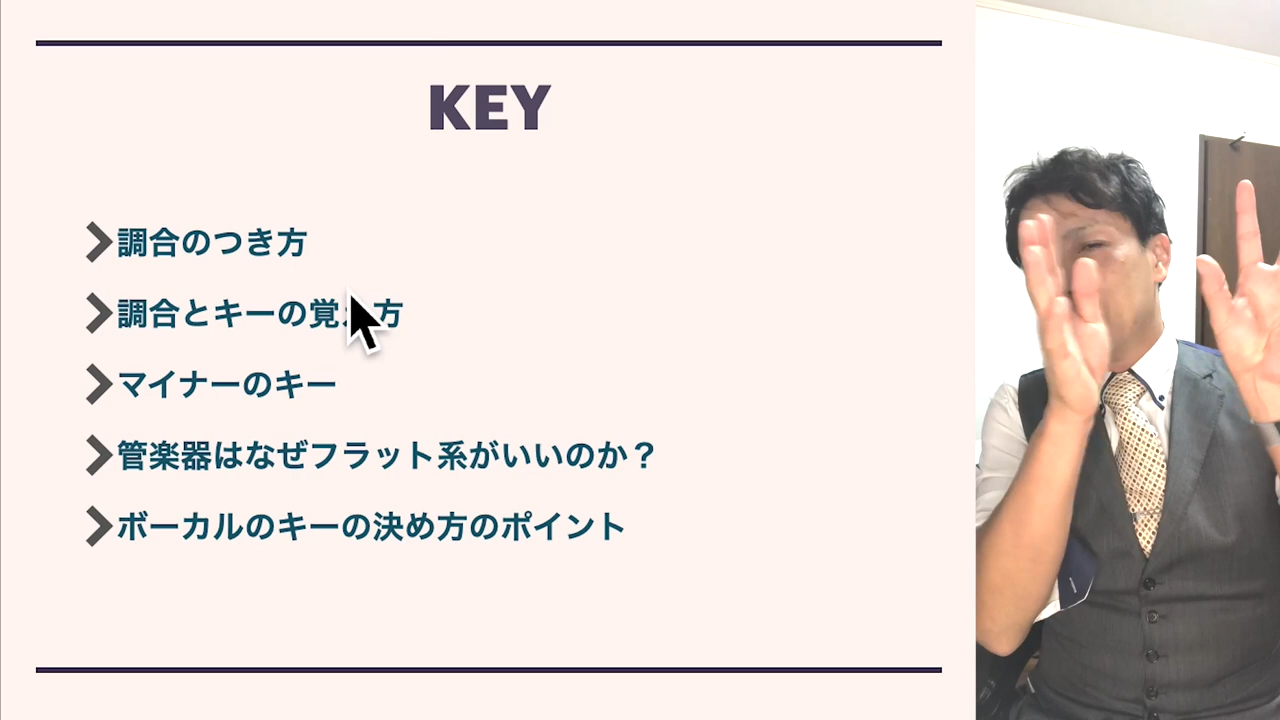 KEY
調合のつき方
調合とキーの覚え方
マイナーのキー
管楽器はなぜフラット系がいいのか？
ボーカルのキーの決め方のポイント